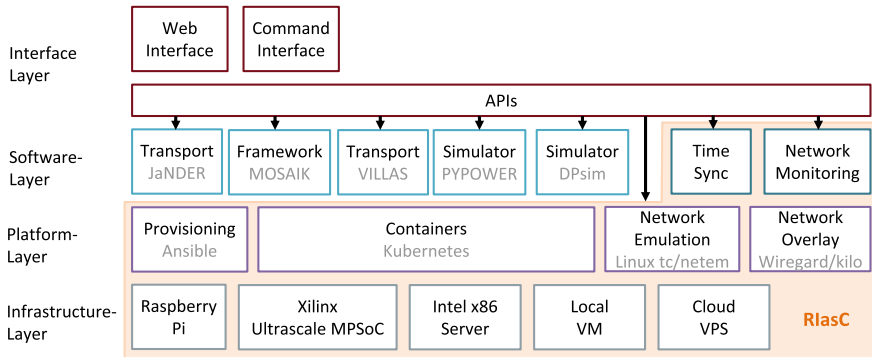 Interface
Layer
Web
Interface
Command
Interface
APIs
Software-
Layer
Transport
JaNDER
Framework
MOSAIK
Transport
VILLAS
Simulator
PYPOWER
Simulator
DPsim
Time
Sync
Network
Monitoring
Platform-
Layer
Provisioning
Ansible
Containers
Kubernetes
Network
Emulation
Linux tc/netem
Network
Overlay
Wiregard/kilo
Infrastructure-
Layer
Raspberry
Pi
Xilinx
Ultrascale MPSoC
Intel x86
Server
Local
VM
Cloud
VPS
RIasC